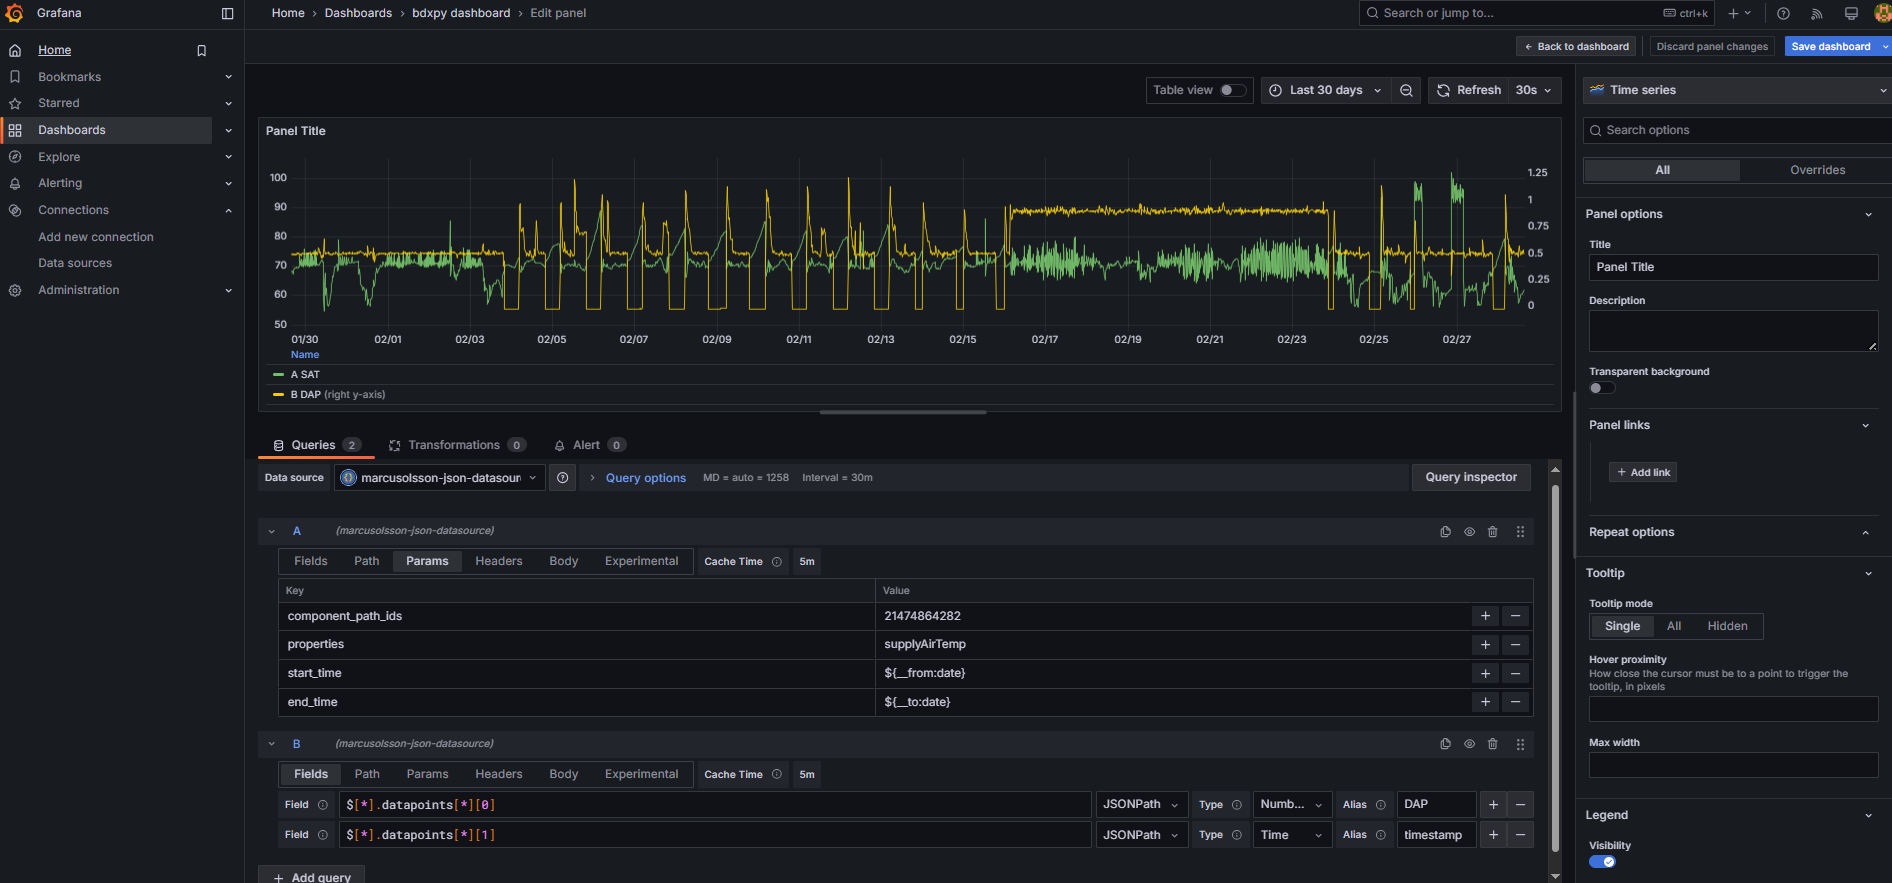 Grafana
Home › Dashboards › bdxpy dashboard › Edit panel
Search or jump to... ctrl+k
Back to dashboard
Discard panel changes
Save dashboard
Home
Bookmarks
Starred
Dashboards
Explore
Alerting
Connections
Add new connection
Data sources
Administration
Table view
Last 30 days
Refresh
30s
Panel Title
100
90
80
70
60
50
1.25
1
0.75
0.5
0.25
0
01/30 02/01 02/03 02/05 02/07 02/09 02/11 02/13 02/15 02/17 02/19 02/21 02/23 02/25 02/27
Name
A SAT
B DAP (right y-axis)
Queries 2
Transformations 0
Alert 0
Data source
marcusolsson-json-datasour
Query options
MD = auto = 1258
Interval = 30m
Query inspector
A (marcusolsson-json-datasource)
Fields Path Params Headers Body Experimental Cache Time 5m
Key Value
component_path_ids 21474864282
properties supplyAirTemp
start_time ${__from:date}
end_time ${__to:date}
B (marcusolsson-json-datasource)
Fields Path Params Headers Body Experimental Cache Time 5m
Field $[*].datapoints[*][0] JSONPath Type Numb... Alias DAP
Field $[*].datapoints[*][1] JSONPath Type Time Alias timestamp
+ Add query
Time series
Search options
All Overrides
Panel options
Title
Panel Title
Description
Transparent background
Panel links
+ Add link
Repeat options
Tooltip
Tooltip mode
Single All Hidden
Hover proximity
How close the cursor must be to a point to trigger the
tooltip, in pixels
Max width
Legend
Visibility